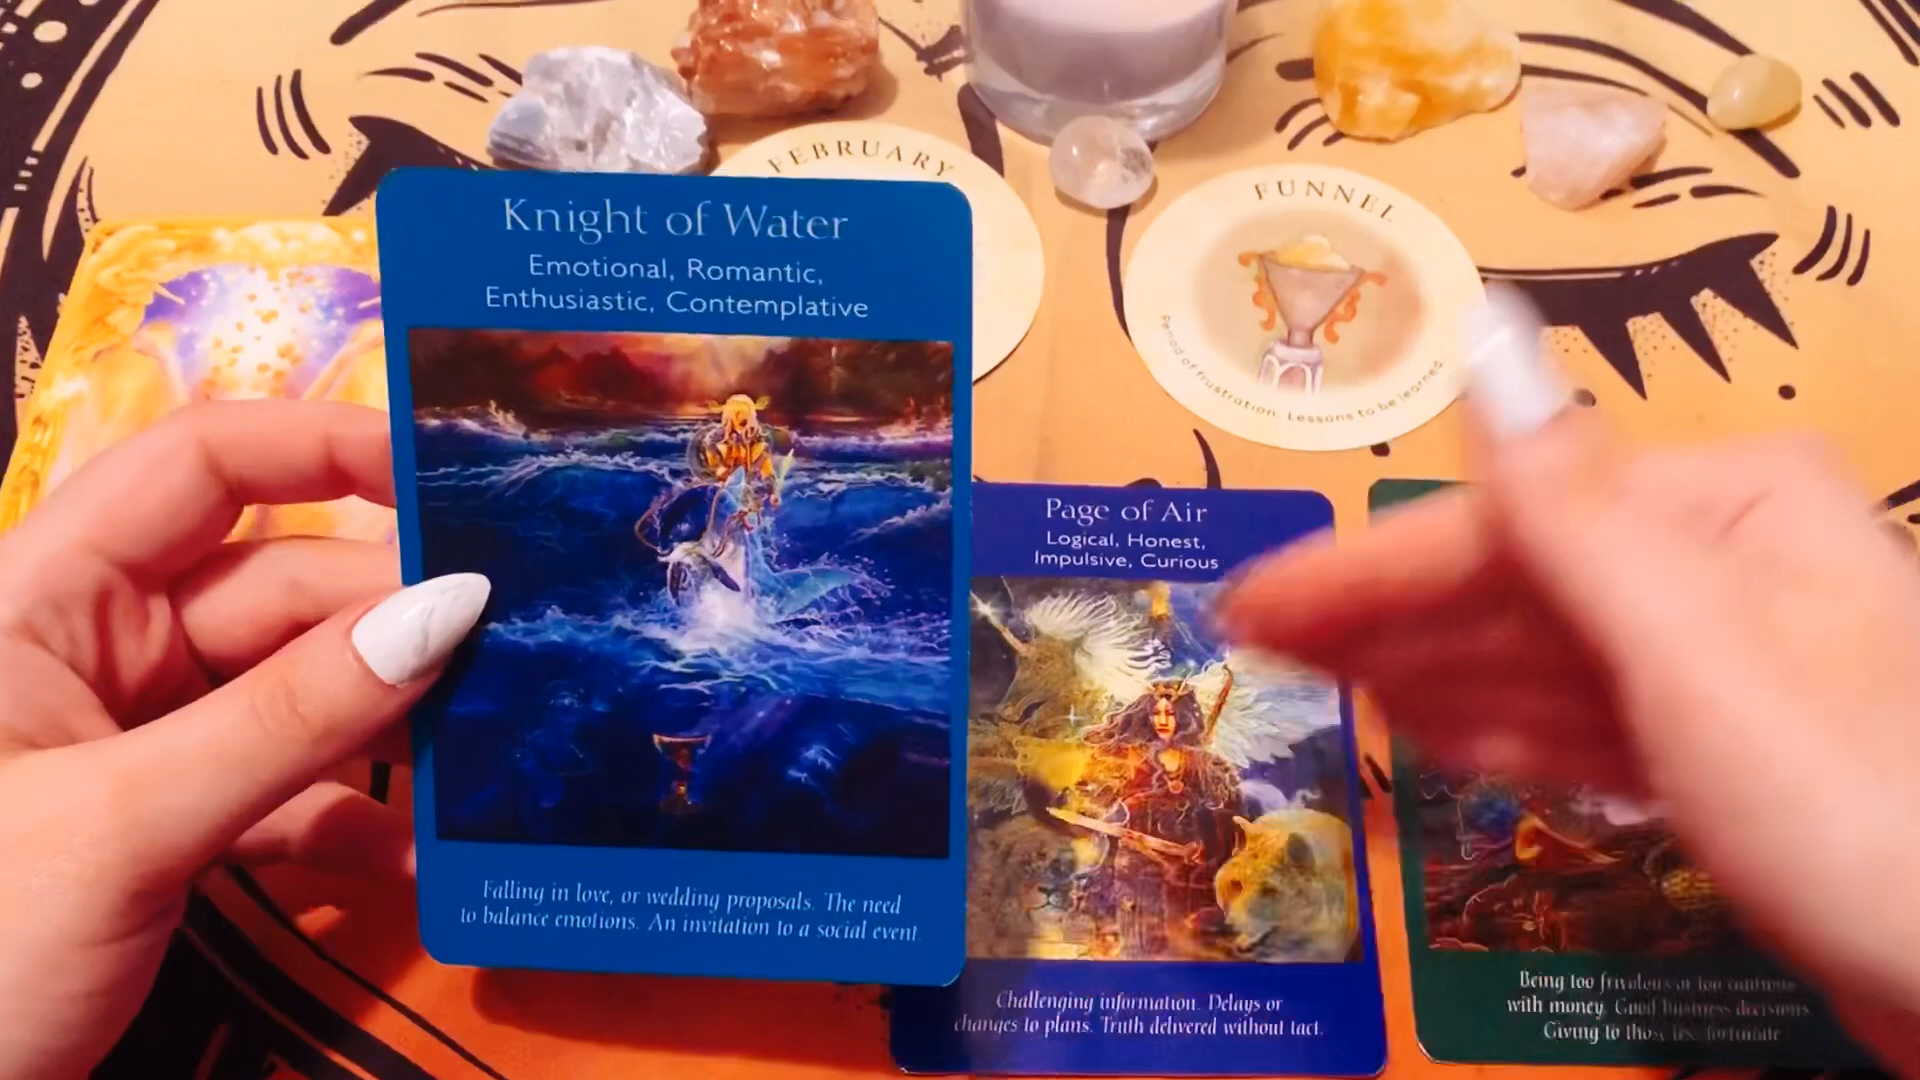 FEBRUARY
FUNNEL
Period of frustration. Lessons to be learned.
Knight of Water
Emotional, Romantic,
Enthusiastic, Contemplative
Falling in love, or wedding proposals. The need
to balance emotions. An invitation to a social event.
Page of Air
Logical, Honest,
Impulsive, Curious
Challenging information. Delays or
changes to plans. Truth delivered without tact.
Being too frivolous or too cautious
with money. Good business decisions.
Giving to those less fortunate.